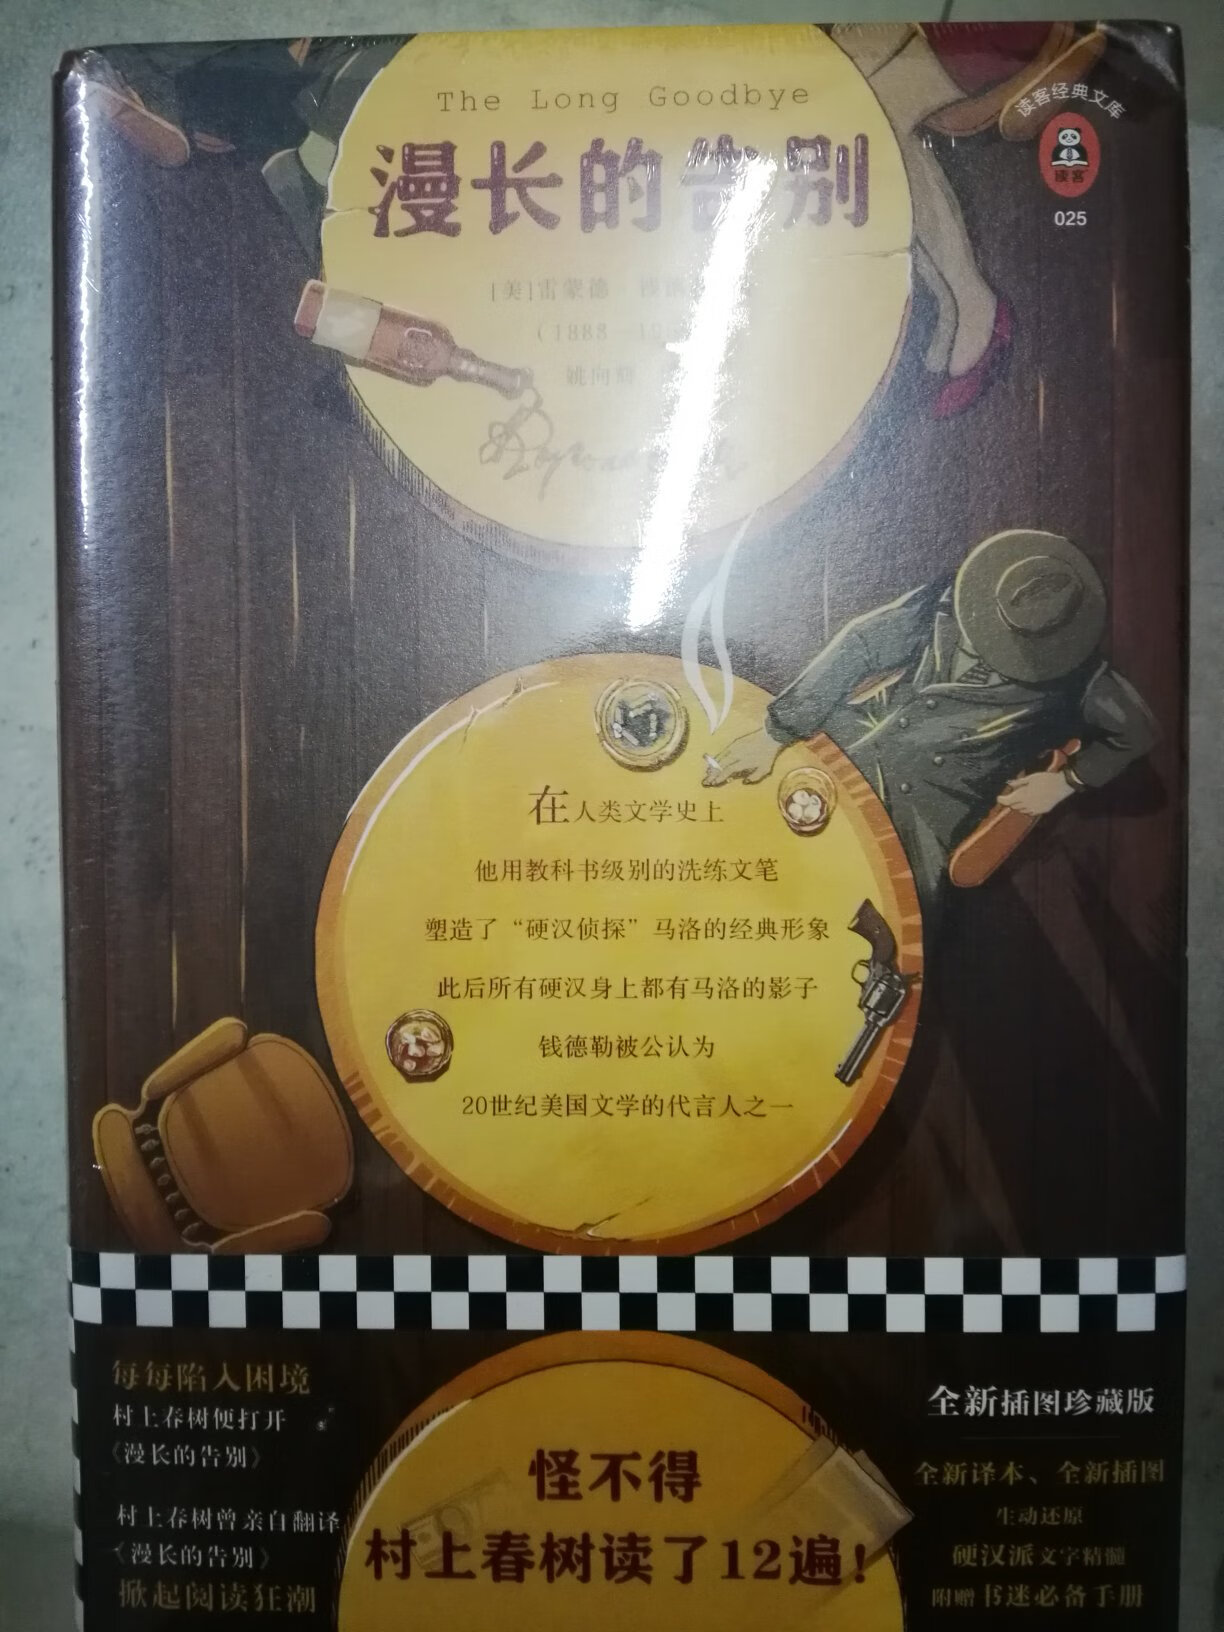 The Long Goodbye
漫长的告别
[美]雷蒙德
(1888
姚向辉
读客经典文库
读客
025
在人类文学史上
他用教科书级别的洗练文笔
塑造了“硬汉侦探”马洛的经典形象
此后所有硬汉身上都有马洛的影子
钱德勒被公认为
20世纪美国文学的代言人之一
每每陷入困境
村上春树便打开
《漫长的告别》
村上春树曾亲自翻译
《漫长的告别》
掀起阅读狂潮
怪不得
村上春树读了12遍!
全新插图珍藏版
全新译本、全新插图
生动还原
硬汉派文字精髓
附赠书迷必备手册